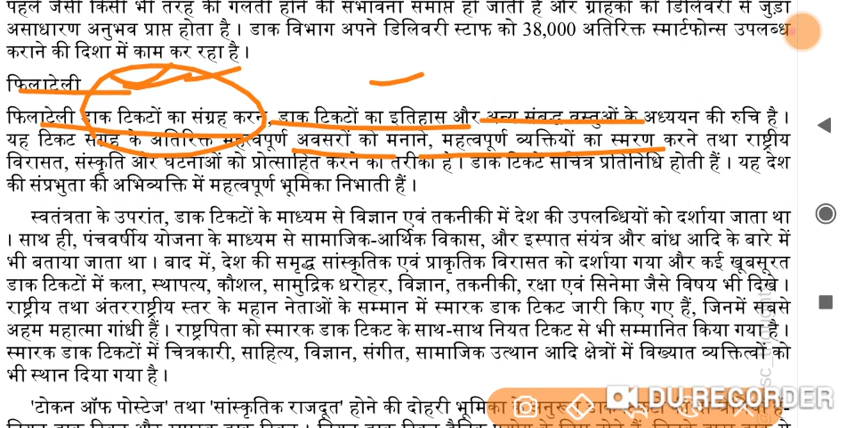 पहले जैसी किसी भी तरह की गलती होने की संभावना समाप्त हो जाती है और ग्राहकों को डिलिवरी से जुड़ा
असाधारण अनुभव प्राप्त होता है। डाक विभाग अपने डिलिवरी स्टाफ को 38,000 अतिरिक्त स्मार्टफोन्स उपलब्ध
कराने की दिशा में काम कर रहा है।
फिलाटेली
फिलाटेली डाक टिकटों का संग्रह करने, डाक टिकटों का इतिहास और अन्य संबद्ध वस्तुओं के अध्ययन की रुचि है।
यह टिकट संग्रह के अतिरिक्त महत्वपूर्ण अवसरों को मनाने, महत्वपूर्ण व्यक्तियों का स्मरण करने तथा राष्ट्रीय
विरासत, संस्कृति और घटनाओं को प्रोत्साहित करने का तरीका है। डाक टिकटें सचित्र प्रतिनिधि होती हैं। यह देश
की संप्रभुता की अभिव्यक्ति में महत्वपूर्ण भूमिका निभाती हैं।
स्वतंत्रता के उपरांत, डाक टिकटों के माध्यम से विज्ञान एवं तकनीकी में देश की उपलब्धियों को दर्शाया जाता था
। साथ ही, पंचवर्षीय योजना के माध्यम से सामाजिक-आर्थिक विकास, और इस्पात संयंत्र और बांध आदि के बारे में
भी बताया जाता था। बाद में, देश की समृद्ध सांस्कृतिक एवं प्राकृतिक विरासत को दर्शाया गया और कई खूबसूरत
डाक टिकटों में कला, स्थापत्य, कौशल, सामुद्रिक धरोहर, विज्ञान, तकनीकी, रक्षा एवं सिनेमा जैसे विषय भी दिखे।
राष्ट्रीय तथा अंतरराष्ट्रीय स्तर के महान नेताओं के सम्मान में स्मारक डाक टिकट जारी किए गए हैं, जिनमें सबसे
अहम महात्मा गांधी हैं। राष्ट्रपिता को स्मारक डाक टिकट के साथ-साथ नियत टिकट से भी सम्मानित किया गया है।
स्मारक डाक टिकटों में चित्रकारी, साहित्य, विज्ञान, संगीत, सामाजिक उत्थान आदि क्षेत्रों में विख्यात व्यक्तित्वों को
भी स्थान दिया गया है।
'टोकन ऑफ पोस्टेज' तथा 'सांस्कृतिक राजदूत' होने की दोहरी भूमिका के अनुरूप
DU RECORDER